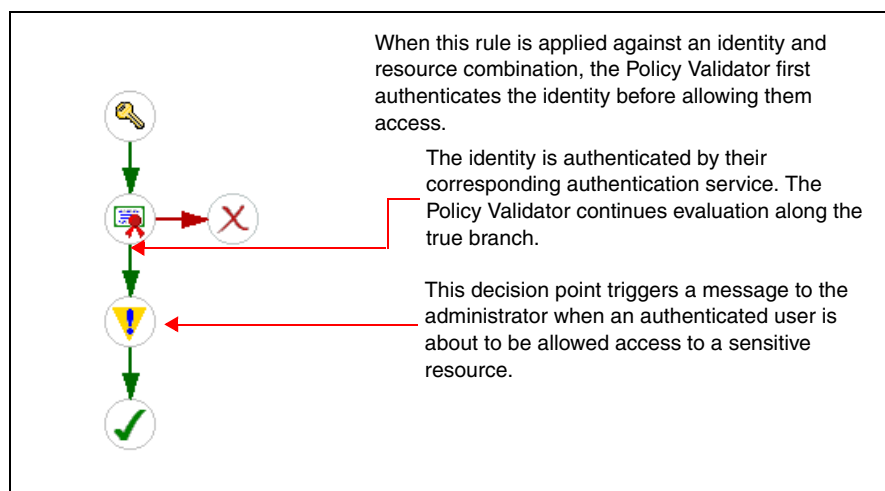 When this rule is applied against an identity and
resource combination, the Policy Validator first
authenticates the identity before allowing them
access.
The identity is authenticated by their
corresponding authentication service. The
Policy Validator continues evaluation along the
true branch.
This decision point triggers a message to the
administrator when an authenticated user is
about to be allowed access to a sensitive
resource.